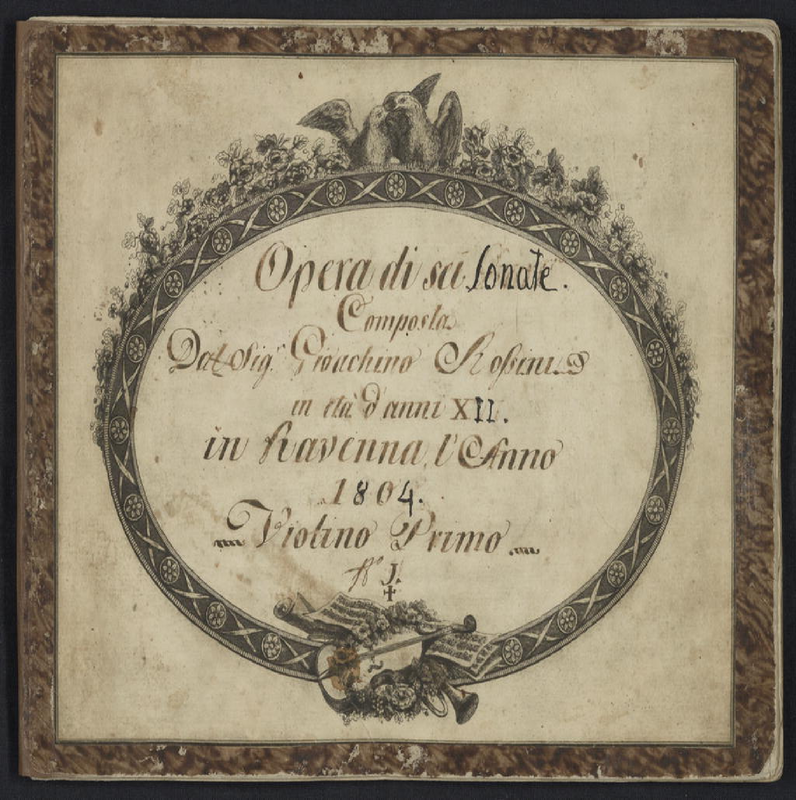 Opera di sei Sonate.
Composta
Dal Sig.r Gioachino Rossini
in età d'anni XII.
in Ravenna l'Anno
1804.
Violino Primo
N.º 1.